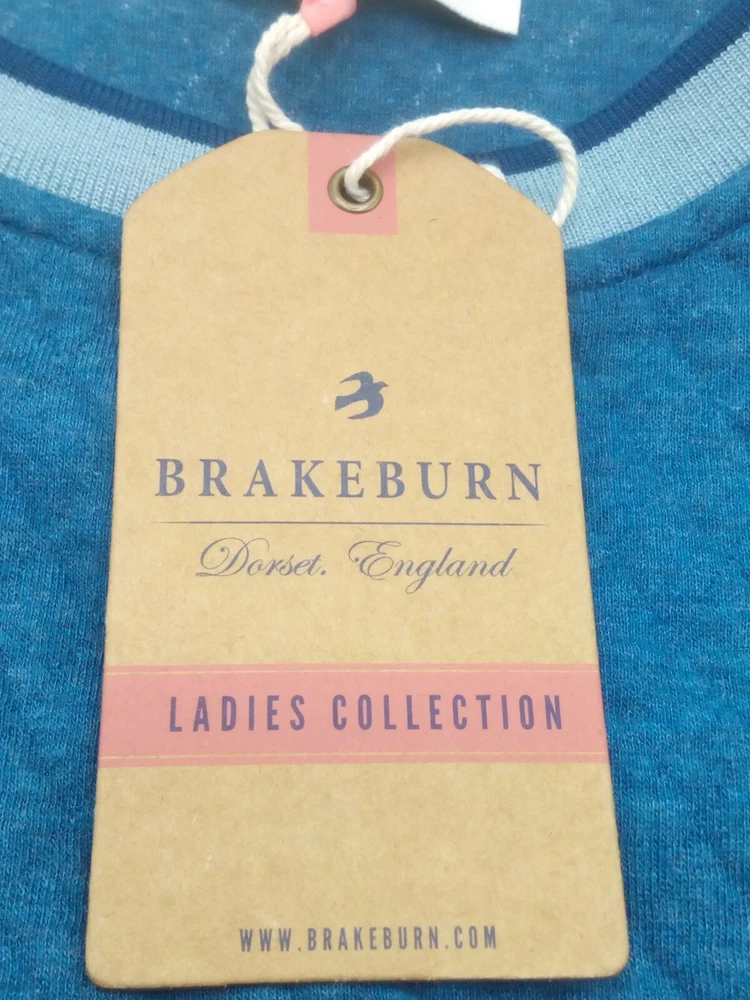 BRAKEBURN
Dorset. England
LADIES COLLECTION
WWW.BRAKEBURN.COM